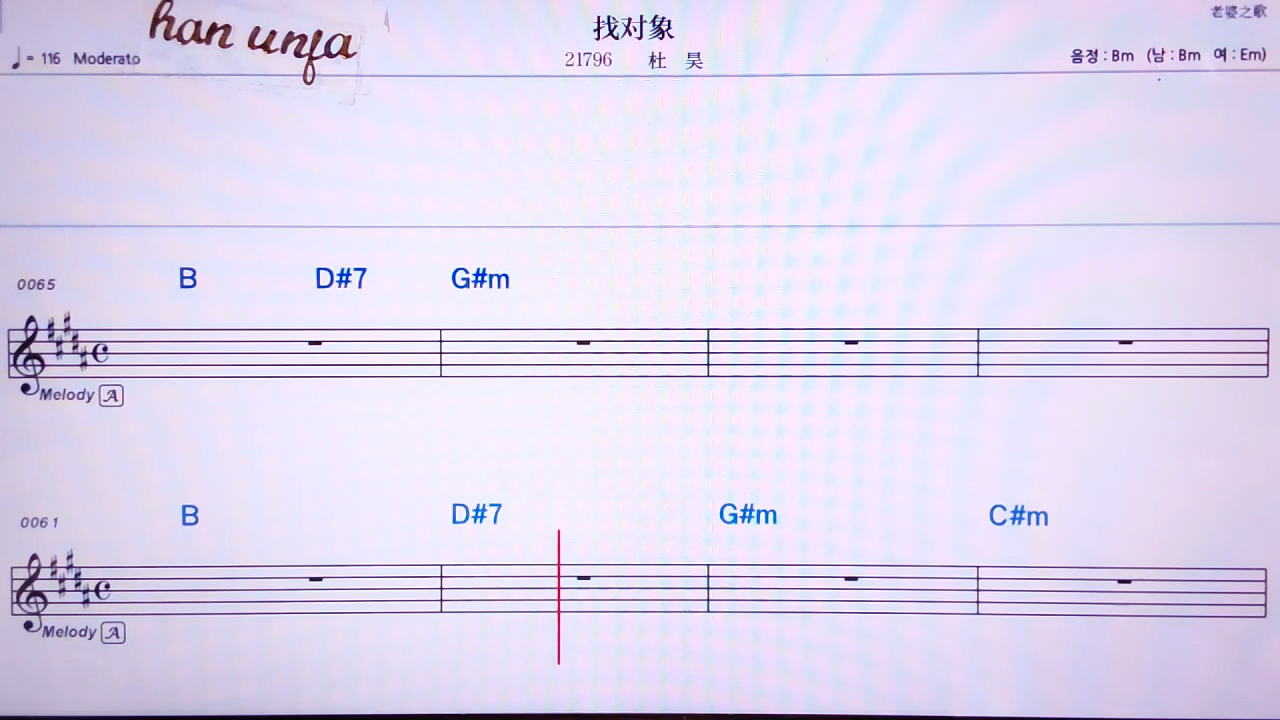 han unfa
找对象
老婆之歌
♩= 116 Moderato
21796 杜 昊
음정 : Bm (남 : Bm 여 : Em)
0065 B D#7 G#m
Melody A
0061 B D#7 G#m C#m
Melody A